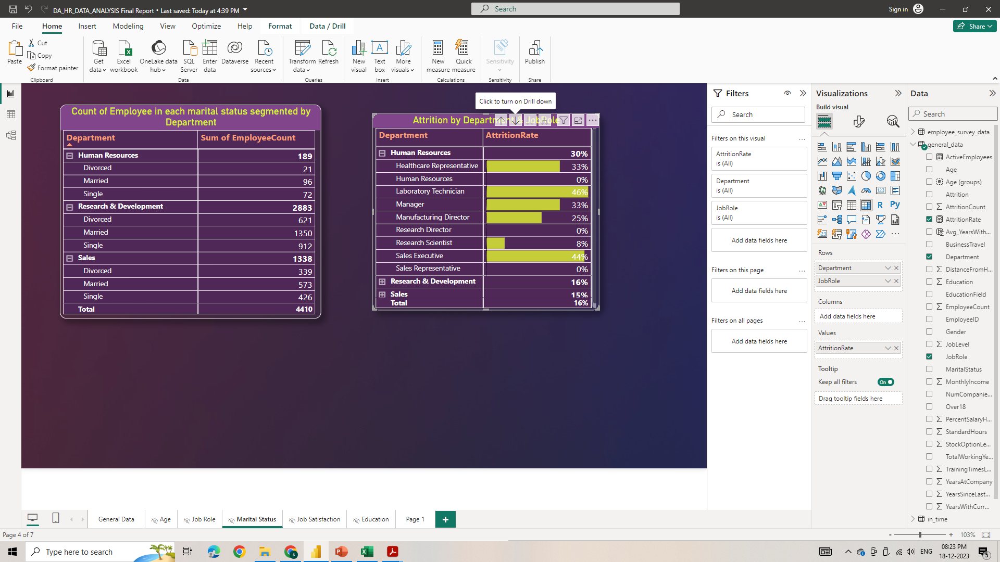 DA_HR_DATA_ANALYSIS Final Report • Last saved: Today at 4:39 PM
Search
Sign in
File Home Insert Modeling View Optimize Help Format Data / Drill
Share
Paste
Cut
Copy
Format painter
Clipboard
Get data
Excel workbook
OneLake data hub
SQL Server
Enter data
Dataverse
Recent sources
Data
Transform data
Refresh
Queries
New visual
Text box
More visuals
Insert
New measure
Quick measure
Calculations
Sensitivity
Sensitivity
Publish
Share
Count of Employee in each marital status segmented by
Department
Department Sum of EmployeeCount
Human Resources 189
Divorced 21
Married 96
Single 72
Research & Development 2883
Divorced 621
Married 1350
Single 912
Sales 1338
Divorced 339
Married 573
Single 426
Total 4410
Click to turn on Drill down
Attrition by Department & JobRole
Department AttritionRate
Human Resources 30%
Healthcare Representative 33%
Human Resources 0%
Laboratory Technician 46%
Manager 33%
Manufacturing Director 25%
Research Director 0%
Research Scientist 8%
Sales Executive 44%
Sales Representative 0%
Research & Development 16%
Sales 15%
Total 16%
Filters
Search
Filters on this visual
AttritionRate
is (All)
Department
is (All)
JobRole
is (All)
Add data fields here
Filters on this page
Add data fields here
Filters on all pages
Add data fields here
Visualizations
Build visual
R
Py
123
Rows
Department
JobRole
Columns
Add data fields here
Values
AttritionRate
Tooltip
Keep all filters
On
Drag tooltip fields here
Data
Search
employee_survey_data
general_data
ActiveEmployees
Age
Age (groups)
Attrition
AttritionCount
AttritionRate
Avg_YearsWith...
BusinessTravel
Department
DistanceFromH...
Education
EducationField
EmployeeCount
EmployeeID
Gender
JobLevel
JobRole
MaritalStatus
MonthlyIncome
NumCompanie...
Over18
PercentSalaryH...
StandardHours
StockOptionLe...
TotalWorkingYe...
TrainingTimesL...
YearsAtCompany
YearsSinceLast...
YearsWithCurr...
in_time
General Data Age Job Role Marital Status Job Satisfaction Education Page 1
Page 4 of 7
- + 103%
Type here to search
ENG
08:23 PM
18-12-2023
5